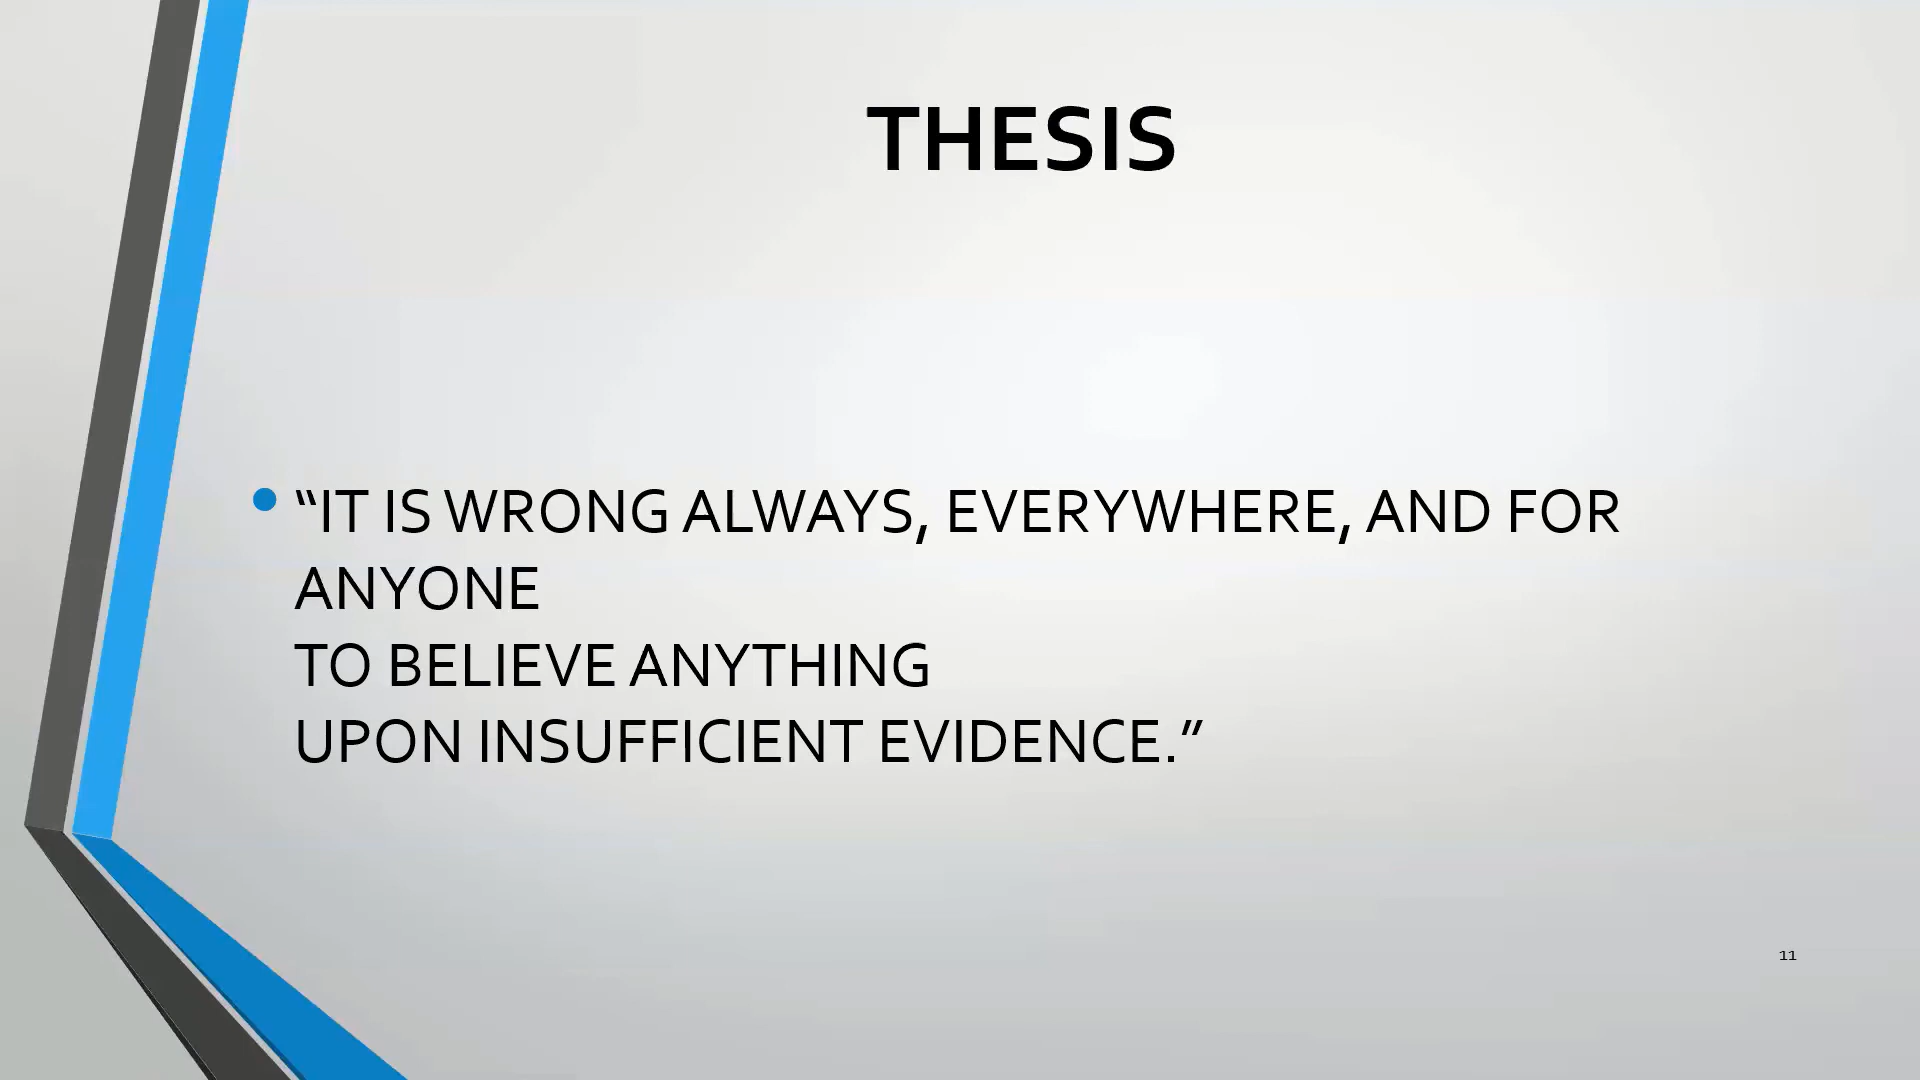 THESIS
“IT IS WRONG ALWAYS, EVERYWHERE, AND FOR
ANYONE
TO BELIEVE ANYTHING
UPON INSUFFICIENT EVIDENCE.”
11